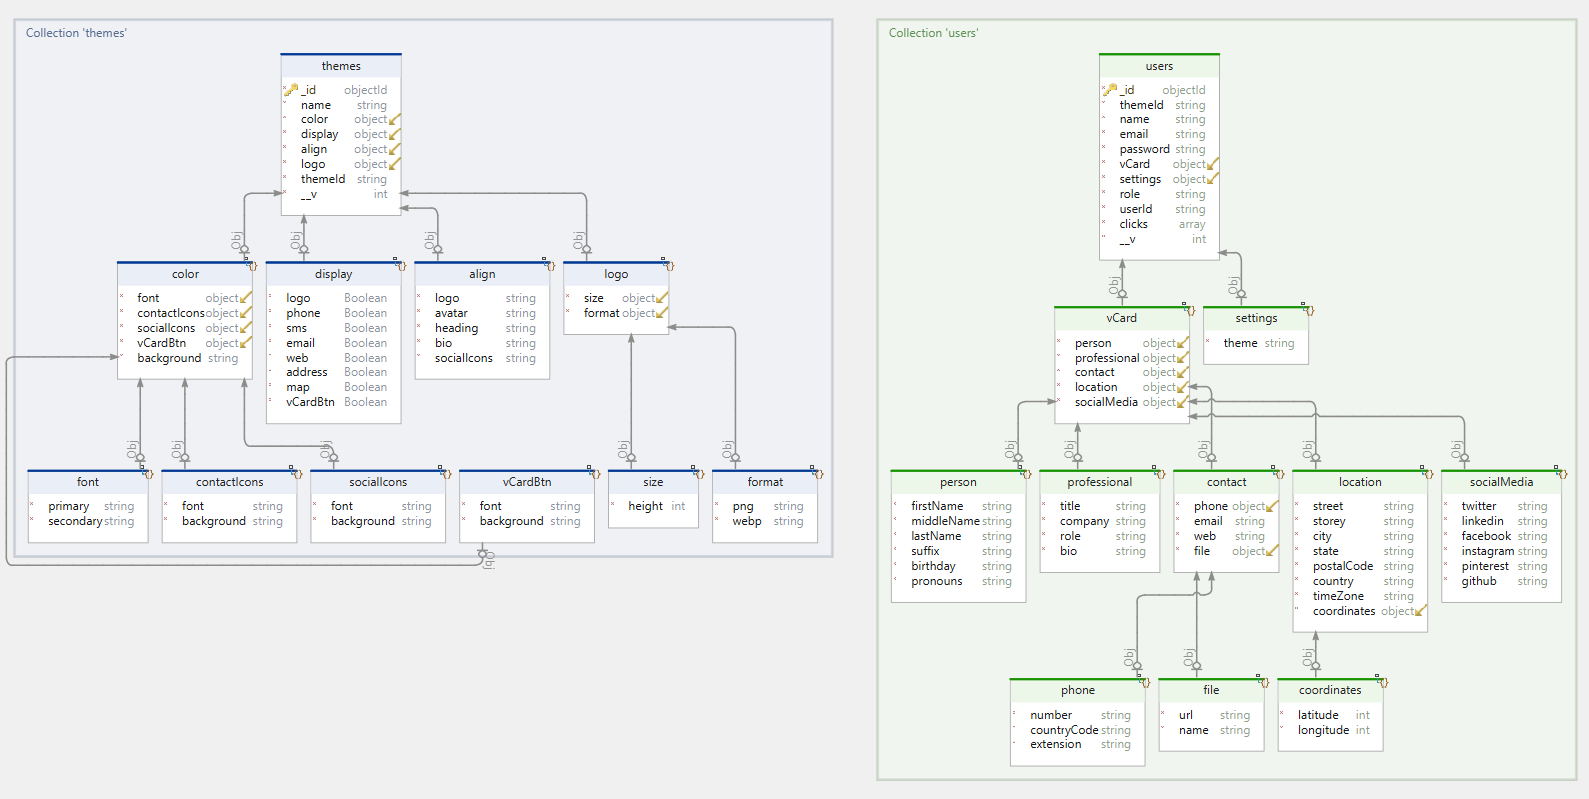 Collection 'themes'
themes
_id objectId
name string
color object
display object
align object
logo object
themeId string
__v int
Obj Obj Obj Obj
color
font object
contactIcons object
socialIcons object
vCardBtn object
background string
display
logo Boolean
phone Boolean
sms Boolean
email Boolean
web Boolean
address Boolean
map Boolean
vCardBtn Boolean
align
logo string
avatar string
heading string
bio string
socialIcons string
logo
size object
format object
Obj Obj Obj Obj Obj
font
primary string
secondary string
contactIcons
font string
background string
socialIcons
font string
background string
vCardBtn
font string
background string
size
height int
format
png string
webp string
Obj
Collection 'users'
users
_id objectId
themeId string
name string
email string
password string
vCard object
settings object
role string
userId string
clicks array
__v int
Obj Obj
vCard
person object
professional object
contact object
location object
socialMedia object
settings
theme string
Obj Obj Obj Obj Obj
person
firstName string
middleName string
lastName string
suffix string
birthday string
pronouns string
professional
title string
company string
role string
bio string
contact
phone object
email string
web string
file object
location
street string
storey string
city string
state string
postalCode string
country string
timeZone string
coordinates object
socialMedia
twitter string
linkedin string
facebook string
instagram string
pinterest string
github string
Obj Obj Obj
phone
number string
countryCode string
extension string
file
url string
name string
coordinates
latitude int
longitude int